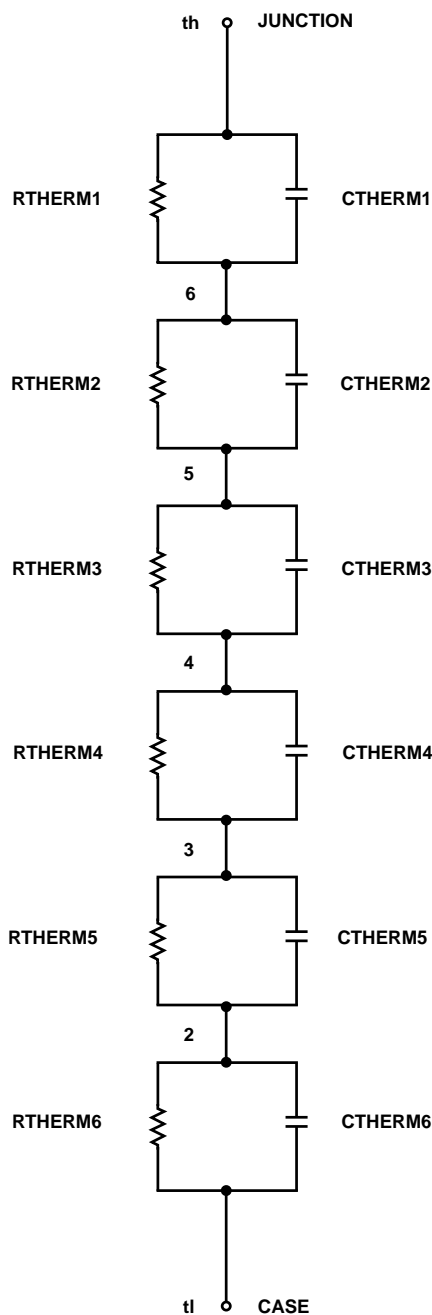 th JUNCTION
RTHERM1 CTHERM1
6
RTHERM2 CTHERM2
5
RTHERM3 CTHERM3
4
RTHERM4 CTHERM4
3
RTHERM5 CTHERM5
2
RTHERM6 CTHERM6
tl CASE